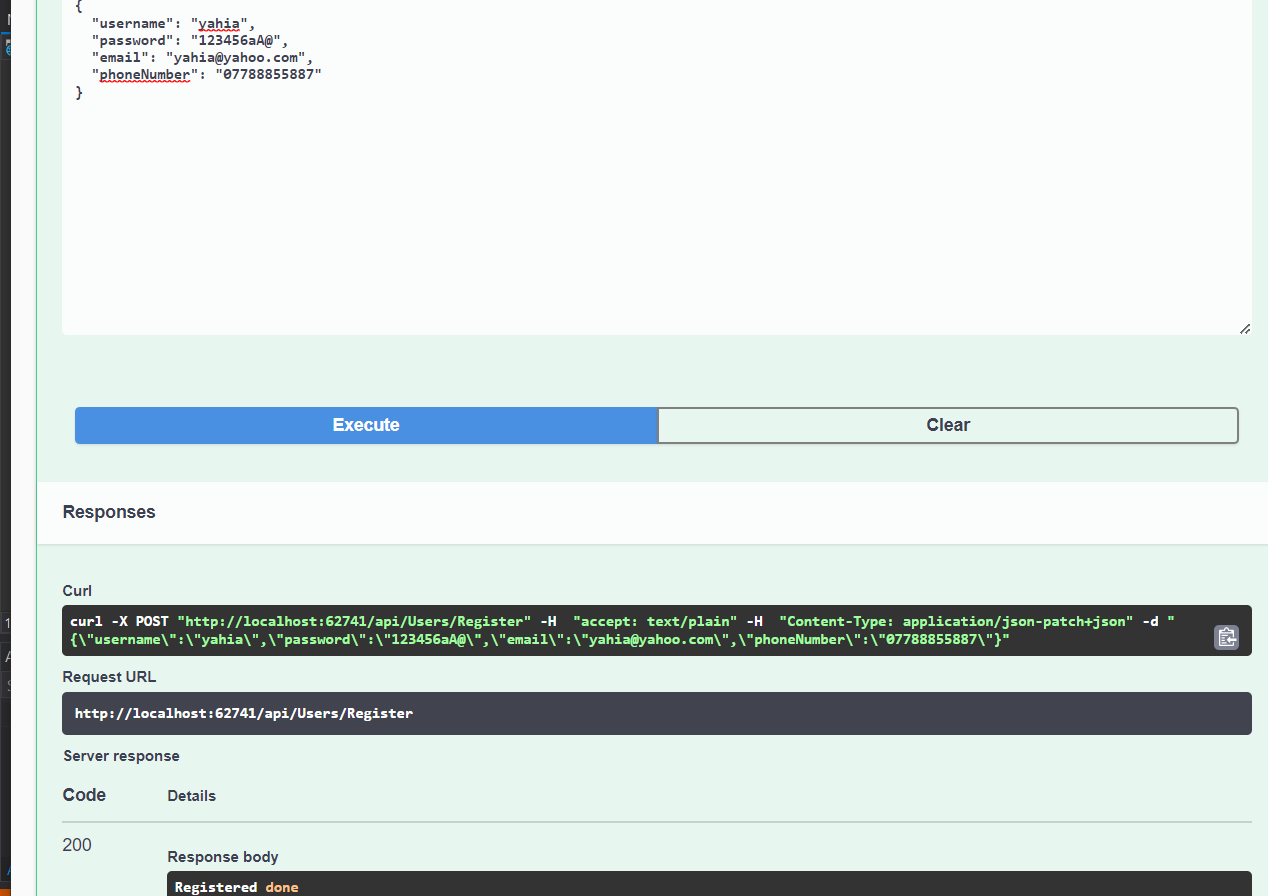 {
"username": "yahia",
"password": "123456aA@",
"email": "yahia@yahoo.com",
"phoneNumber": "07788855887"
}
Execute
Clear
Responses
Curl
curl -X POST "http://localhost:62741/api/Users/Register" -H  "accept: text/plain" -H  "Content-Type: application/json-patch+json" -d "
{\"username\":\"yahia\",\"password\":\"123456aA@\",\"email\":\"yahia@yahoo.com\",\"phoneNumber\":\"07788855887\"}"
Request URL
http://localhost:62741/api/Users/Register
Server response
Code
Details
200
Response body
Registered done